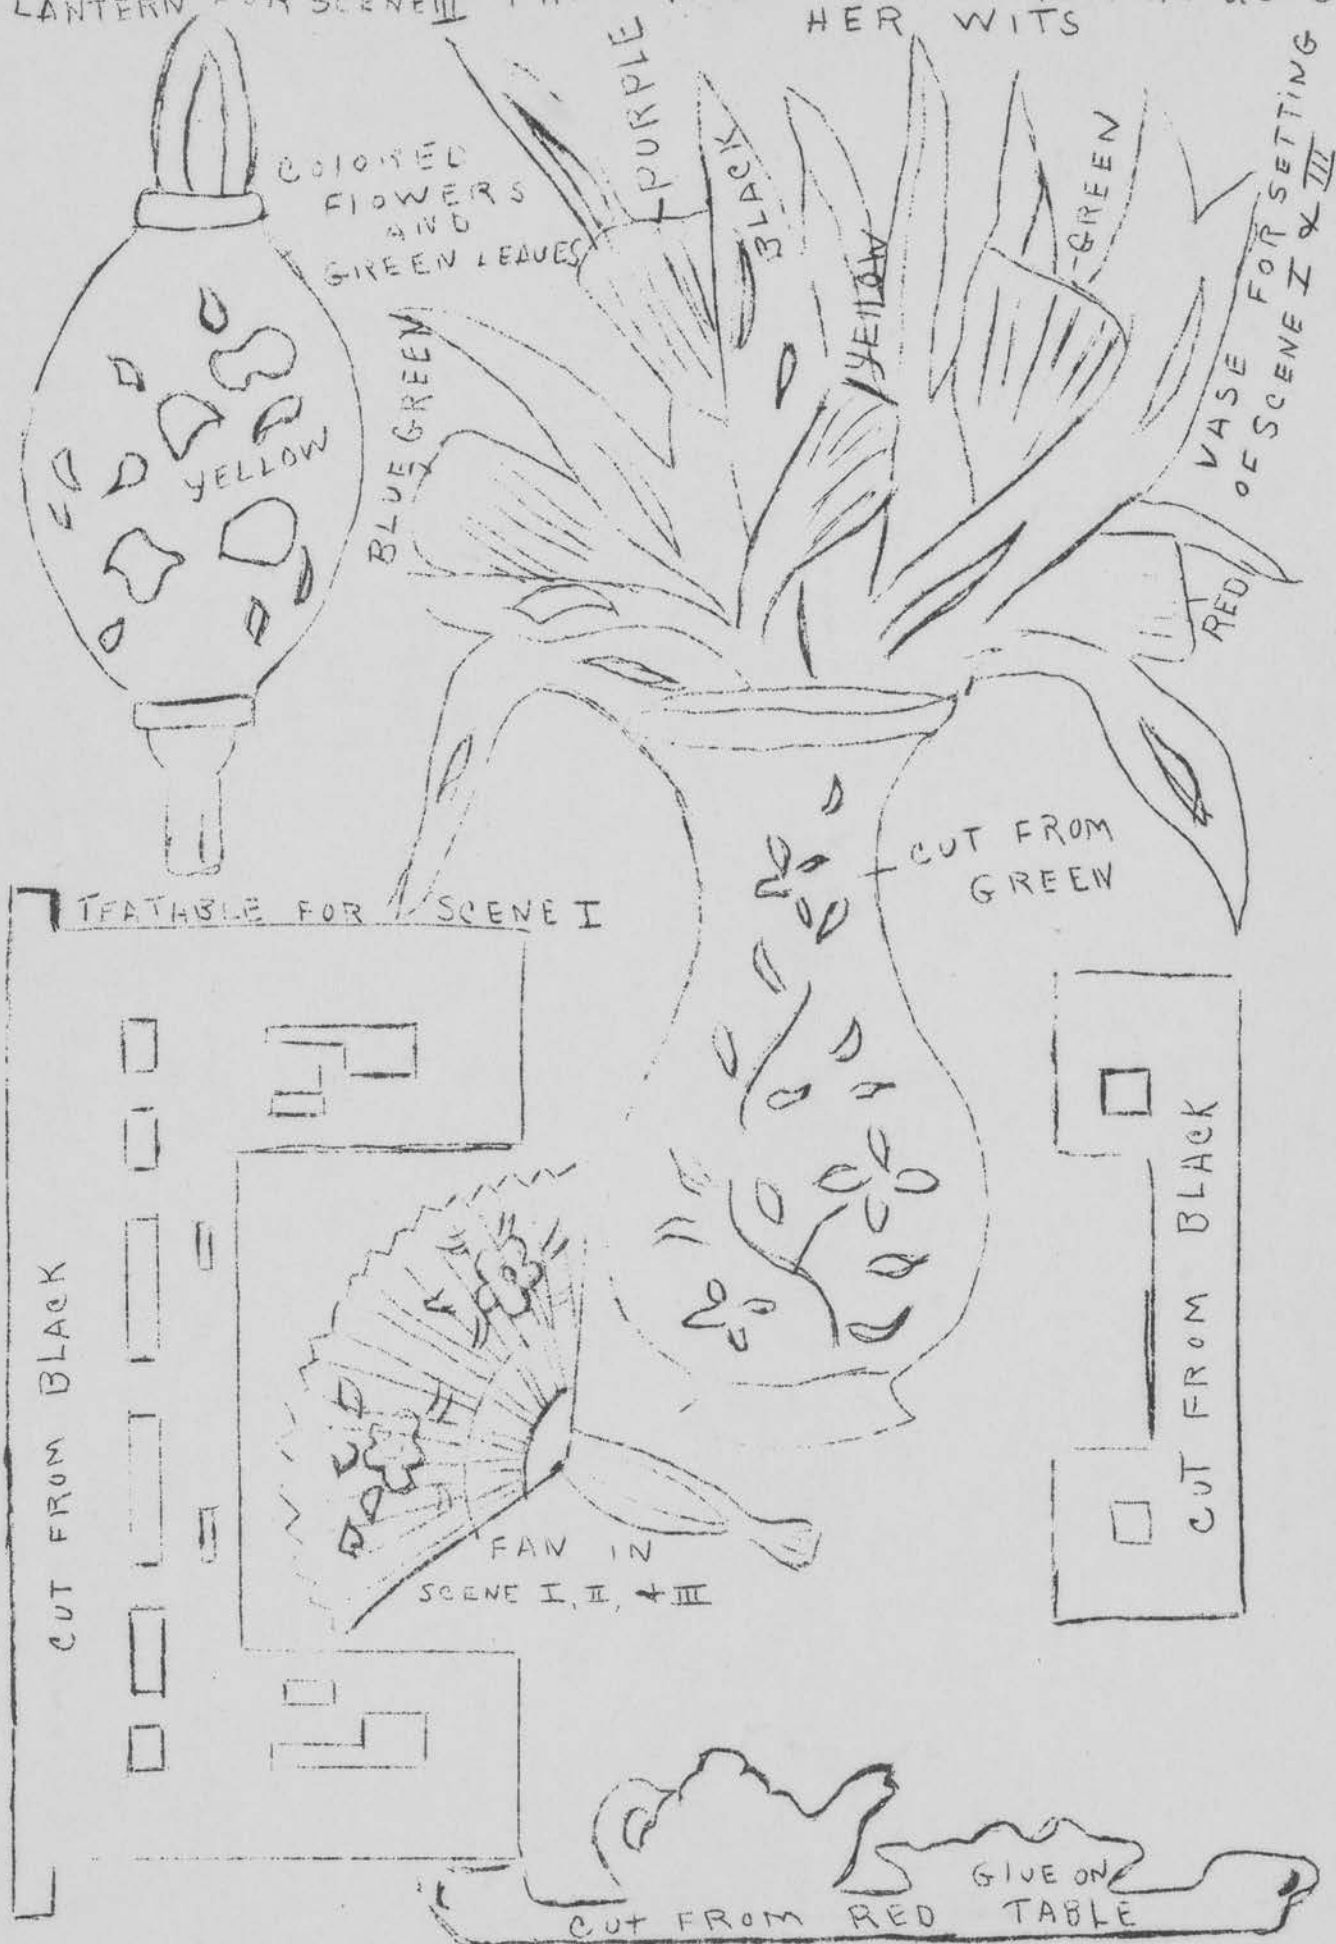 LANTERN FOR SCENE III
HER WITS
COLORED
FLOWERS
AND
GREEN LEAVES
PURPLE
BLACK
YELLOW
GREEN
VASE FOR SETTING
OF SCENE I & III
BLUE GREEN
YELLOW
RED
CUT FROM
GREEN
TEATABLE FOR SCENE I
CUT FROM BLACK
CUT FROM BLACK
FAN IN
SCENE I, II, & III
GLUE ON
TABLE
CUT FROM RED